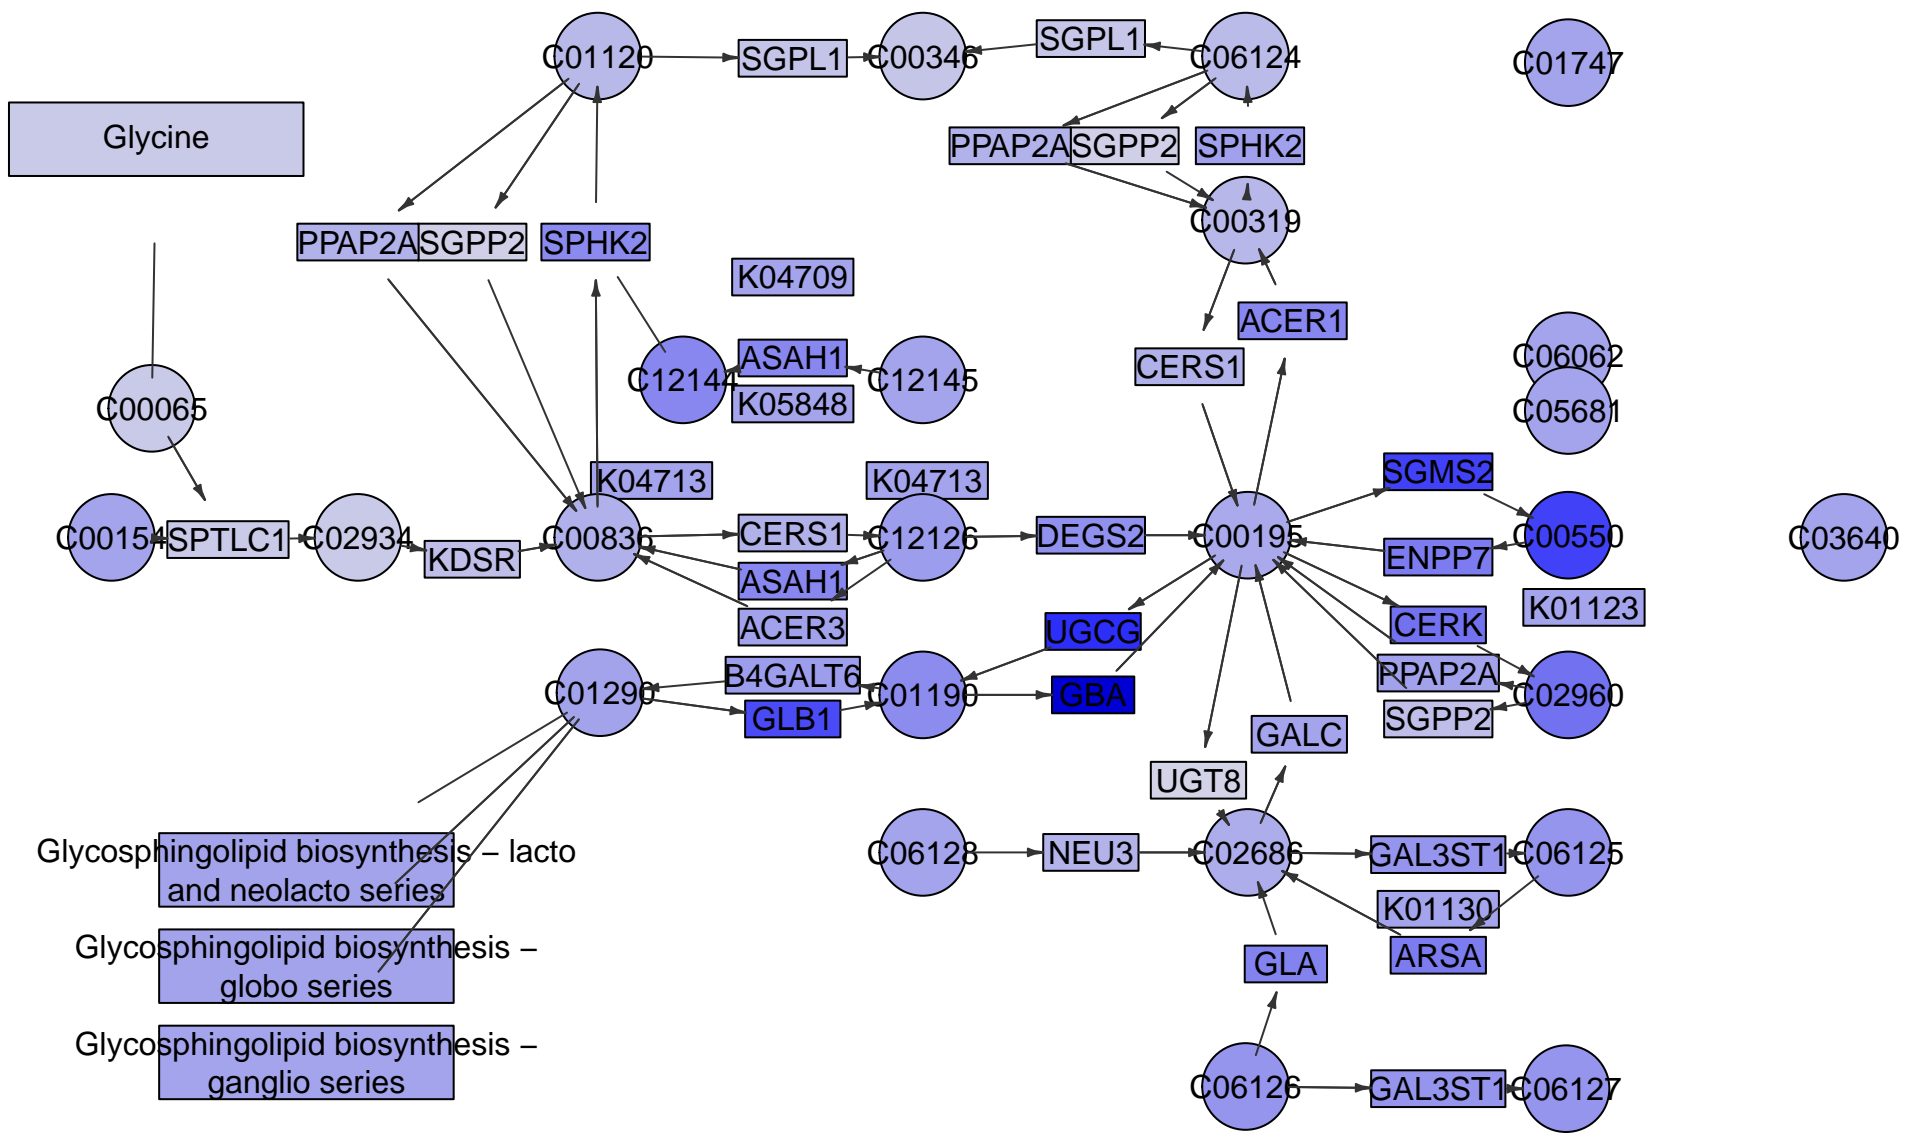 C01120
SGPL1
C00346
SGPL1
C06124
C01747
Glycine
PPAP2A
SGPP2
SPHK2
C00319
PPAP2A
SGPP2
SPHK2
K04709
ACER1
C06062
CERS1
ASAH1
C12144
C12145
K05848
C00065
C05681
K04713
K04713
SGMS2
C00154
SPTLC1
C02934
KDSR
C00836
CERS1
C12126
DEGS2
C00195
C00550
C03640
ENPP7
ASAH1
K01123
ACER3
UGCG
CERK
B4GALT6
PPAP2A
C01290
C01190
GBA
C02960
GLB1
SGPP2
GALC
UGT8
Glycosphingolipid biosynthesis – lacto
and neolacto series
C06128
NEU3
C02686
GAL3ST1
C06125
K01130
Glycosphingolipid biosynthesis –
globo series
GLA
ARSA
Glycosphingolipid biosynthesis –
ganglio series
C06126
GAL3ST1
C06127